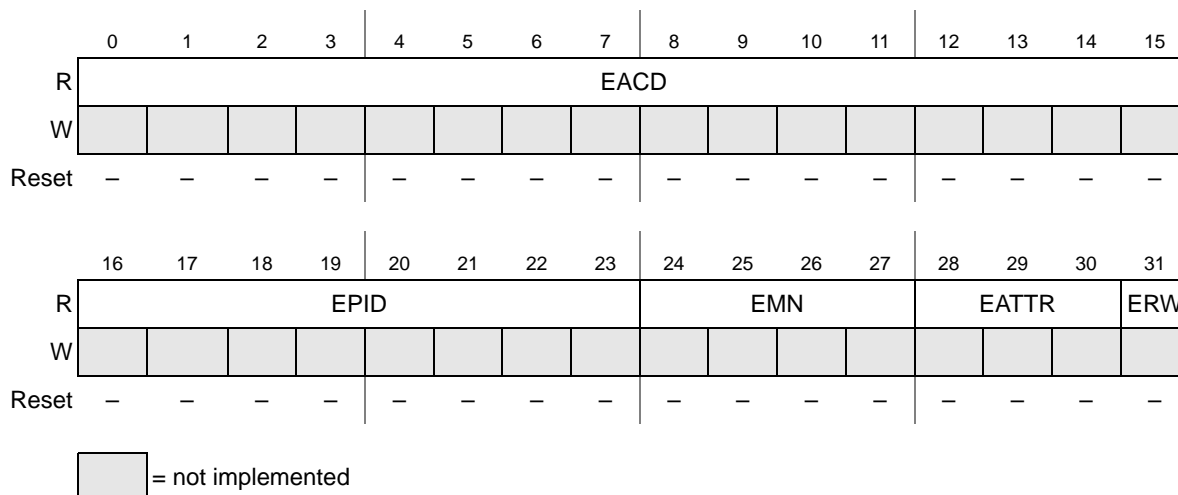 0 1 2 3 4 5 6 7 8 9 10 11 12 13 14 15
R EACD
W
Reset – – – – – – – – – – – – – – – –
16 17 18 19 20 21 22 23 24 25 26 27 28 29 30 31
R EPID EMN EATTR ERW
W
Reset – – – – – – – – – – – – – – – –
= not implemented